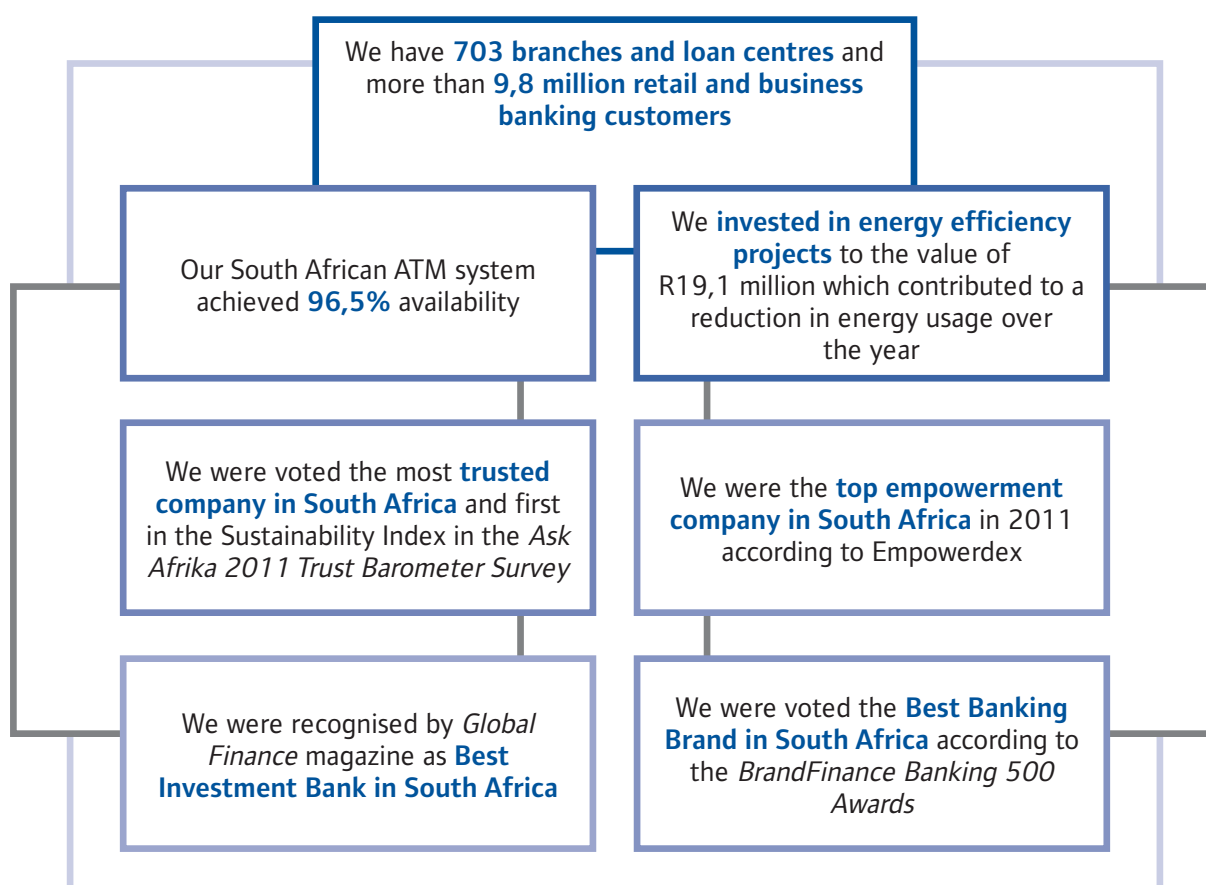 We have 703 branches and loan centres and
more than 9,8 million retail and business
banking customers
Our South African ATM system
achieved 96,5% availability
We invested in energy efficiency
projects to the value of
R19,1 million which contributed to a
reduction in energy usage over
the year
We were voted the most trusted
company in South Africa and first
in the Sustainability Index in the Ask
Afrika 2011 Trust Barometer Survey
We were the top empowerment
company in South Africa in 2011
according to Empowerdex
We were recognised by Global
Finance magazine as Best
Investment Bank in South Africa
We were voted the Best Banking
Brand in South Africa according to
the BrandFinance Banking 500
Awards